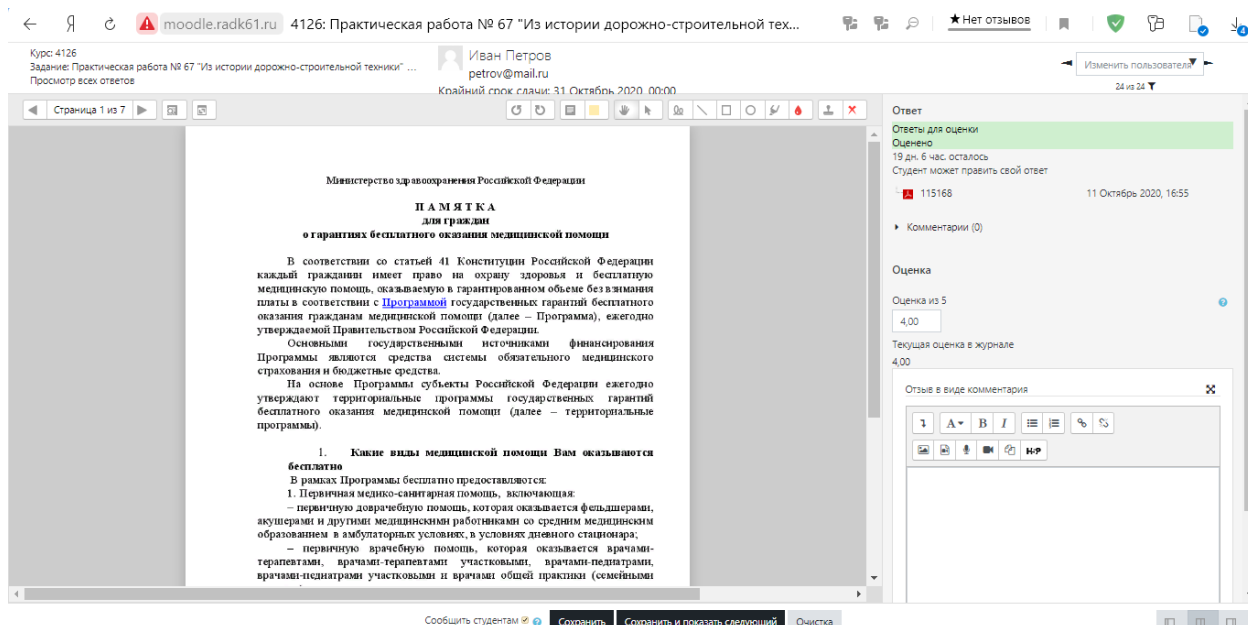 moodle.radk61.ru 4126: Практическая работа № 67 "Из истории дорожно-строительной тех... ★ Нет отзывов
Курс: 4126
Задание: Практическая работа № 67 "Из истории дорожно-строительной техники" ...
Просмотр всех ответов
Иван Петров
petrov@mail.ru
Крайний срок сдачи: 31 Октябрь 2020, 00:00
Изменить пользователя
24 из 24
Страница 1 из 7
Министерство здравоохранения Российской Федерации
П А М Я Т К А
для граждан
о гарантиях бесплатного оказания медицинской помощи
В соответствии со статьей 41 Конституции Российской Федерации
каждый гражданин имеет право на охрану здоровья и бесплатную
медицинскую помощь, оказываемую в гарантированном объеме без взимания
платы в соответствии с Программой государственных гарантий бесплатного
оказания гражданам медицинской помощи (далее – Программа), ежегодно
утверждаемой Правительством Российской Федерации.
Основными государственными источниками финансирования
Программы являются средства системы обязательного медицинского
страхования и бюджетные средства.
На основе Программы субъекты Российской Федерации ежегодно
утверждают территориальные программы государственных гарантий
бесплатного оказания медицинской помощи (далее – территориальные
программы).
1. Какие виды медицинской помощи Вам оказываются
бесплатно
В рамках Программы бесплатно предоставляются:
1. Первичная медико-санитарная помощь, включающая:
– первичную доврачебную помощь, которая оказывается фельдшерами,
акушерами и другими медицинскими работниками со средним медицинским
образованием в амбулаторных условиях, в условиях дневного стационара;
– первичную врачебную помощь, которая оказывается врачами-
терапевтами, врачами-терапевтами участковыми, врачами-педиатрами,
врачами-педиатрами участковыми и врачами общей практики (семейными
Ответ
Ответы для оценки
Оценено
19 дн. 6 час. осталось
Студент может править свой ответ
115168 11 Октябрь 2020, 16:55
Комментарии (0)
Оценка
Оценка из 5
4,00
Текущая оценка в журнале
4,00
Отзыв в виде комментария
A B I
H5P
Сообщить студентам Сохранить Сохранить и показать следующий Очистка